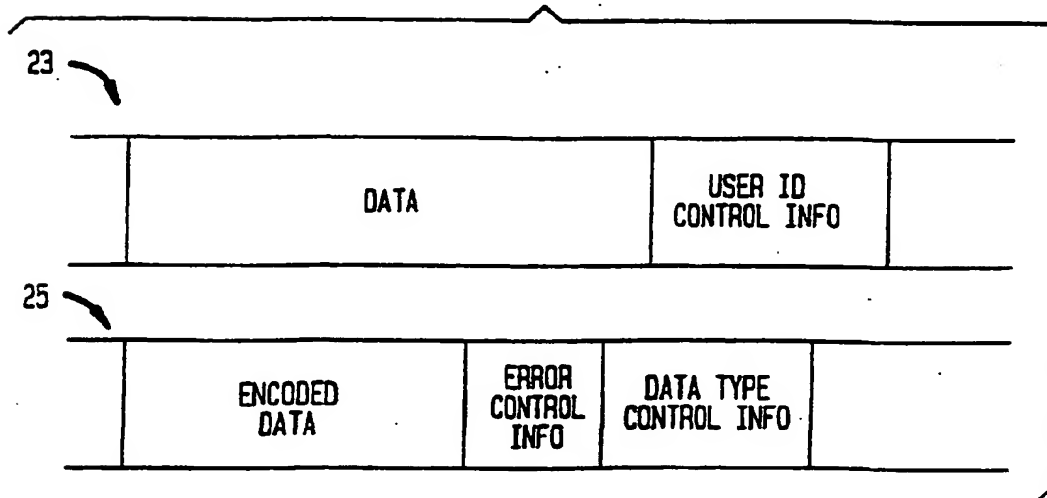 23
DATA
USER ID
CONTROL INFO
25
ENCODED
DATA
ERROR
CONTROL
INFO
DATA TYPE
CONTROL INFO